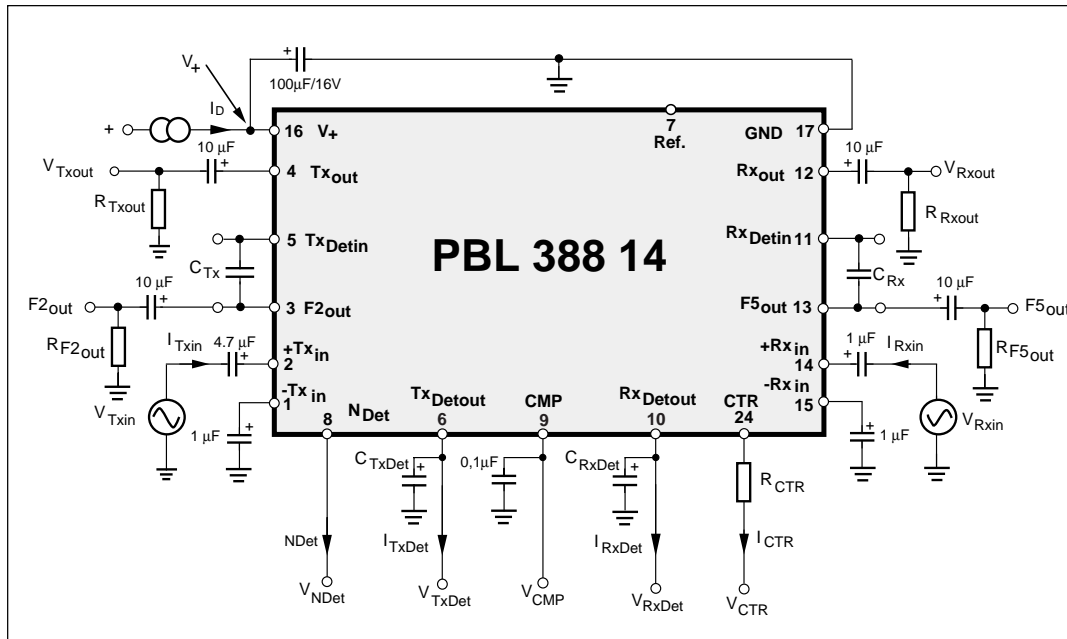 V+
+
100µF/16V
ID
+
16 V+
7
Ref.
GND 17
10 µF
+
VTxout
4 Txout
RTxout
10 µF
+
Rxout 12
VRxout
RRxout
5 TxDetin
CTx
PBL 388 14
RxDetin 11
CRx
10 µF
+
F2out
3 F2out
RF2out
10 µF
+
F5out 13
F5out
RF5out
ITxin
4.7 µF
+
+Txin
2
1 µF
+
IRxin
+Rxin
14
-Txin
1
-Rxin
15
VTxin
1 µF
+
VRxin
1 µF
+
NDet
8
TxDetout
6
CMP
9
RxDetout
10
CTR
24
CTxDet
+
0,1µF
CRxDet
+
RCTR
NDet
ITxDet
IRxDet
ICTR
VNDet
VTxDet
VCMP
VRxDet
VCTR